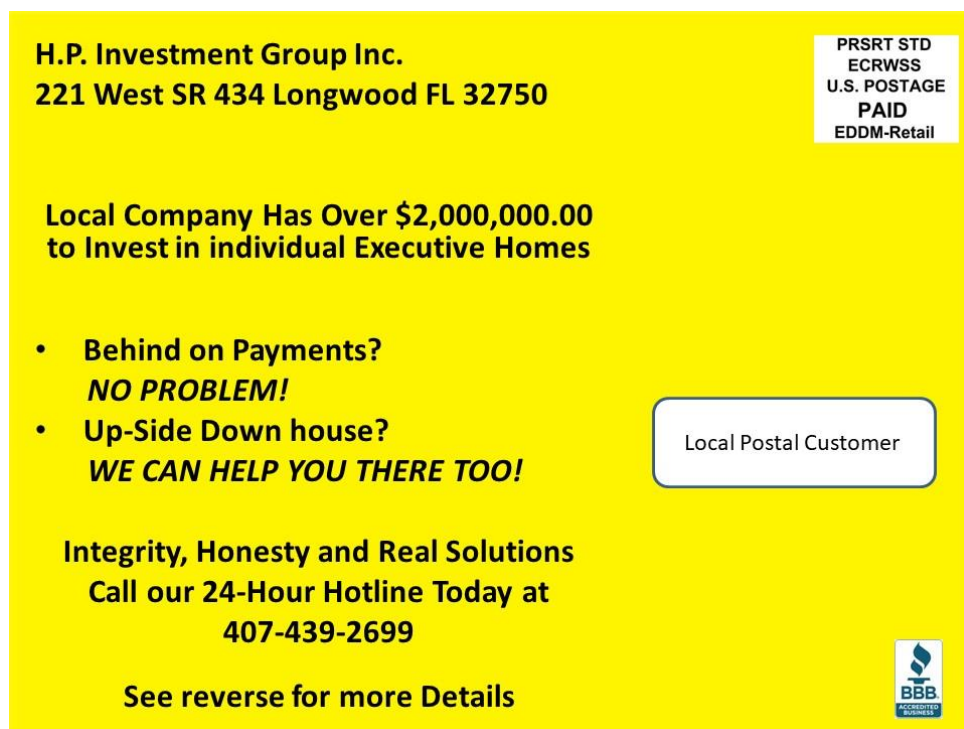 H.P. Investment Group Inc.
221 West SR 434 Longwood FL 32750
PRSRT STD
ECRWSS
U.S. POSTAGE
PAID
EDDM-Retail
Local Company Has Over $2,000,000.00
to Invest in individual Executive Homes
• Behind on Payments?
NO PROBLEM!
• Up-Side Down house?
WE CAN HELP YOU THERE TOO!
Local Postal Customer
Integrity, Honesty and Real Solutions
Call our 24-Hour Hotline Today at
407-439-2699
See reverse for more Details
BBB.
ACCREDITED
BUSINESS